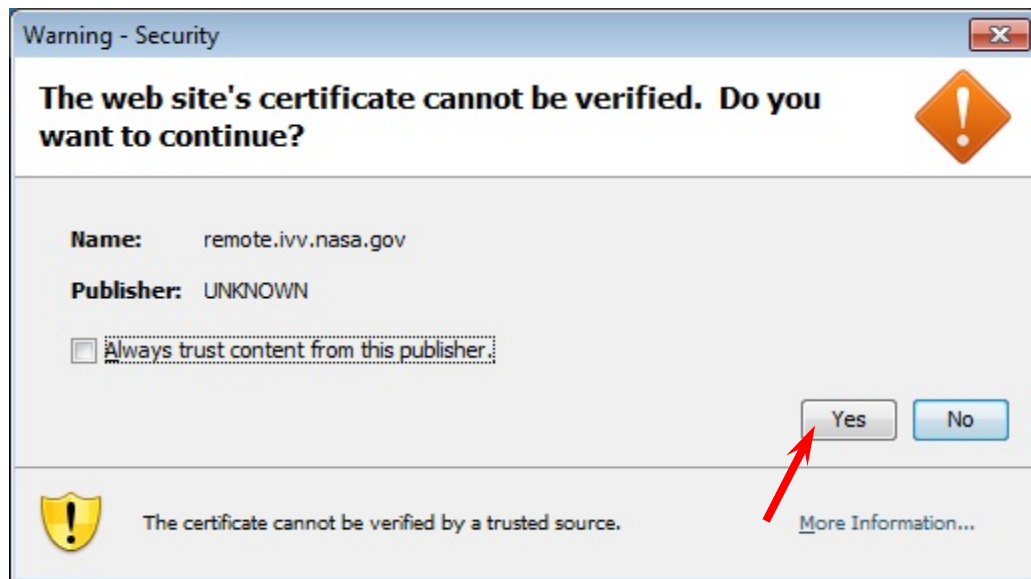 Warning - Security
The web site's certificate cannot be verified. Do you
want to continue?
Name: remote.ivv.nasa.gov
Publisher: UNKNOWN
Always trust content from this publisher.
Yes No
The certificate cannot be verified by a trusted source. More Information...